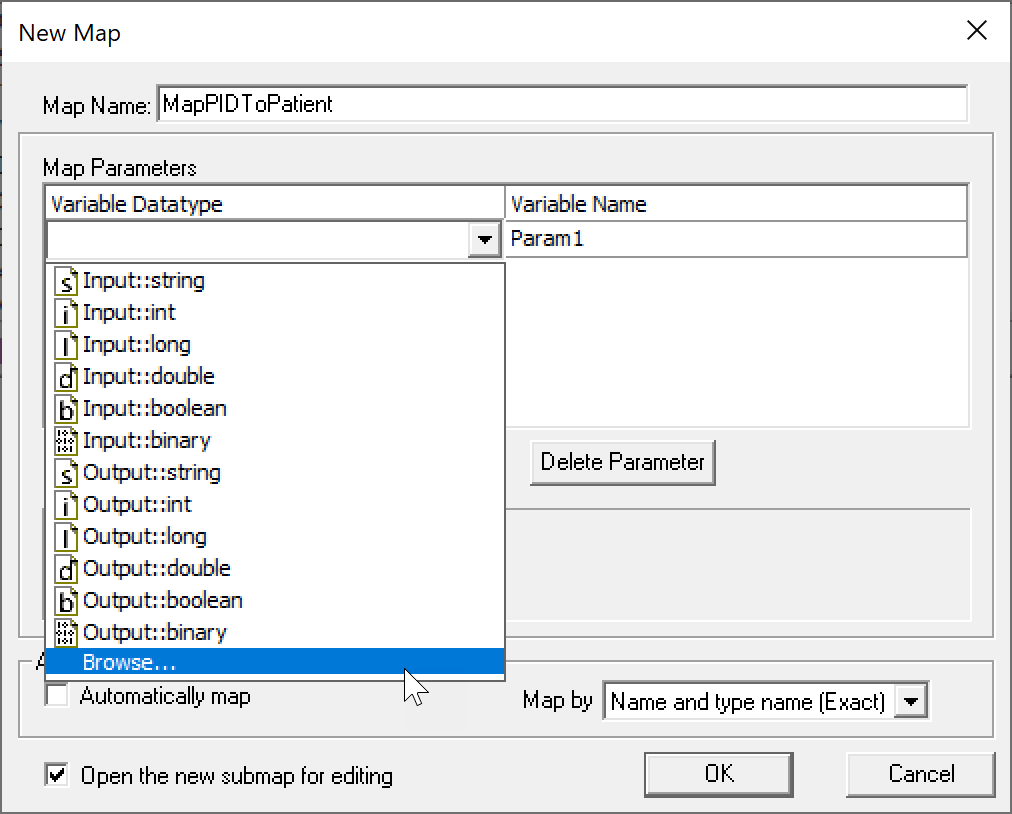 New Map
Map Name: MapPIDToPatient
Map Parameters
Variable Datatype Variable Name
Param1
Input::string
Input::int
Input::long
Input::double
Input::boolean
Input::binary
Output::string
Delete Parameter
Output::int
Output::long
Output::double
Output::boolean
Output::binary
Browse...
Automatically map Map by Name and type name (Exact)
Open the new submap for editing OK Cancel